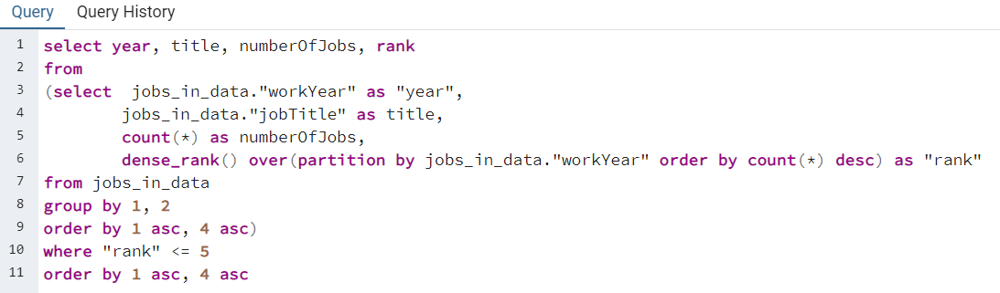 Query Query History
1 select year, title, numberOfJobs, rank
2 from
3 (select  jobs_in_data."workYear" as "year",
4         jobs_in_data."jobTitle" as title,
5         count(*) as numberOfJobs,
6         dense_rank() over(partition by jobs_in_data."workYear" order by count(*) desc) as "rank"
7 from jobs_in_data
8 group by 1, 2
9 order by 1 asc, 4 asc)
10 where "rank" <= 5
11 order by 1 asc, 4 asc